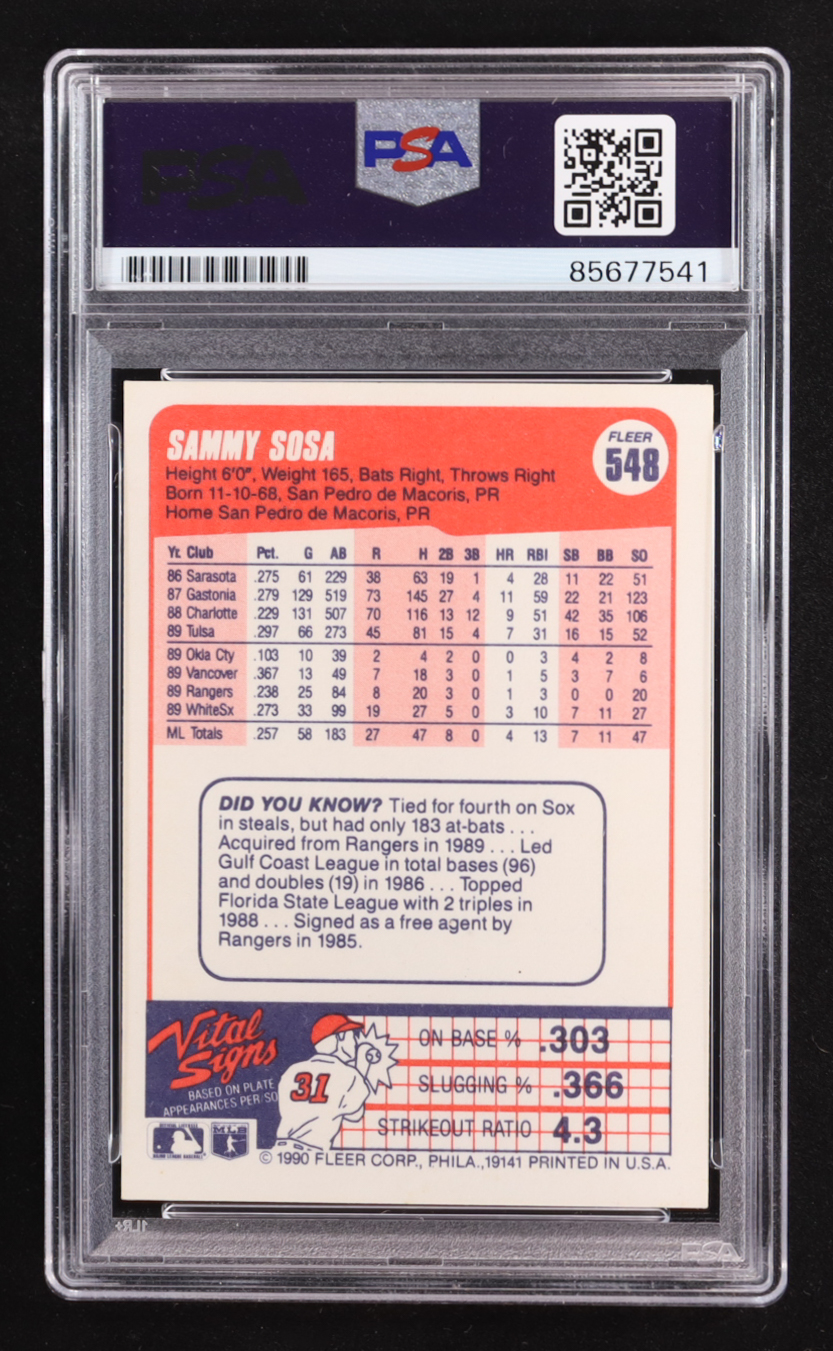 PSA
PSA
85677541
SAMMY SOSA
FLEER
548
Height 6'0", Weight 165, Bats Right, Throws Right
Born 11-10-68, San Pedro de Macoris, PR
Home San Pedro de Macoris, PR
Yr. Club Pct. G AB R H 2B 3B HR RBI SB BB SO
86 Sarasota .275 61 229 38 63 19 1 4 28 11 22 51
87 Gastonia .279 129 519 73 145 27 4 11 59 22 21 123
88 Charlotte .229 131 507 70 116 13 12 9 51 42 35 106
89 Tulsa .297 66 273 45 81 15 4 7 31 16 15 52
89 Okla Cty .103 10 39 2 4 2 0 0 3 4 2 8
89 Vancover .367 13 49 7 18 3 0 1 5 3 7 6
89 Rangers .238 25 84 8 20 3 0 1 3 0 0 20
89 WhiteSx .273 33 99 19 27 5 0 3 10 7 11 27
ML Totals .257 58 183 27 47 8 0 4 13 7 11 47
DID YOU KNOW? Tied for fourth on Sox
in steals, but had only 183 at-bats . . .
Acquired from Rangers in 1989 . . . Led
Gulf Coast League in total bases (96)
and doubles (19) in 1986 . . . Topped
Florida State League with 2 triples in
1988 . . . Signed as a free agent by
Rangers in 1985.
Vital
Signs
BASED ON PLATE
APPEARANCES PER/SO
31
ON BASE % .303
SLUGGING % .366
STRIKEOUT RATIO 4.3
MLB
© 1990 FLEER CORP., PHILA.,19141 PRINTED IN U.S.A.
PSA